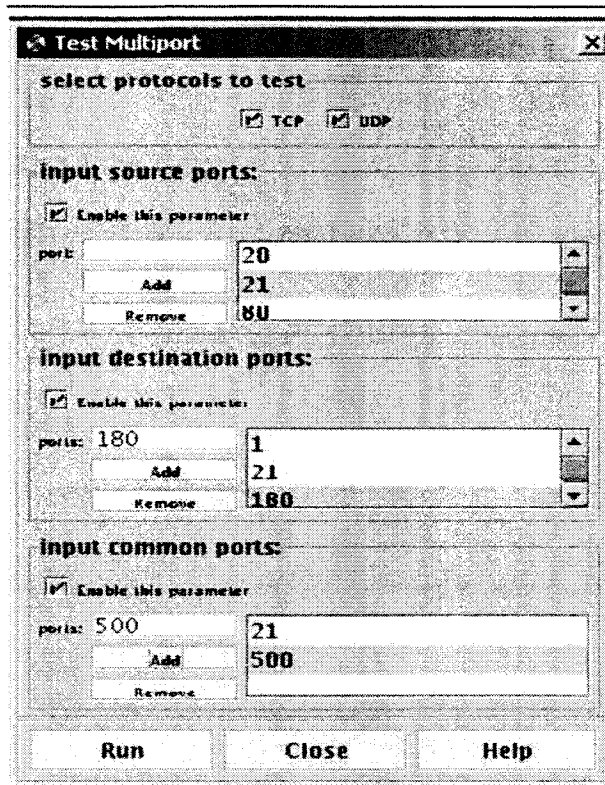 Test Multiport
select protocols to test
TCP UDP
input source ports:
Enable this parameter
port:
20
Add
21
Remove
80
input destination ports:
Enable this parameter
ports: 180
1
Add
21
Remove
180
input common ports:
Enable this parameter
ports: 500
21
Add
500
Remove
Run Close Help